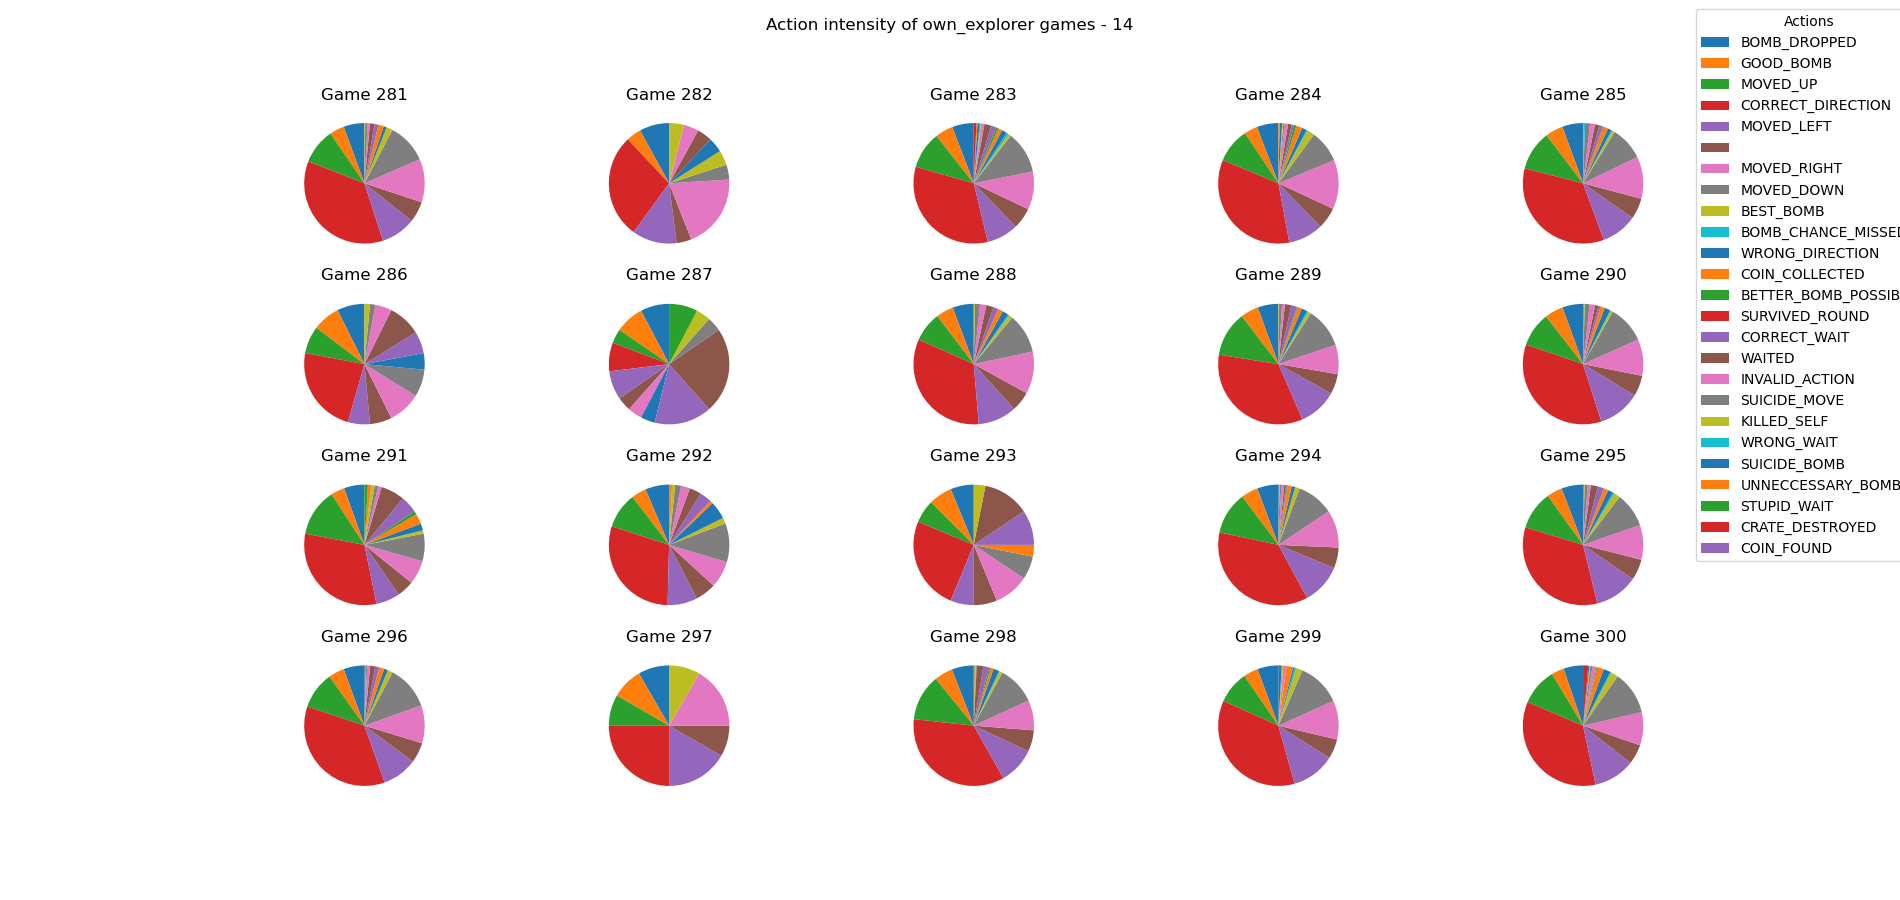 Action intensity of own_explorer games - 14
Game 281
Game 282
Game 283
Game 284
Game 285
Game 286
Game 287
Game 288
Game 289
Game 290
Game 291
Game 292
Game 293
Game 294
Game 295
Game 296
Game 297
Game 298
Game 299
Game 300
Actions
BOMB_DROPPED
GOOD_BOMB
MOVED_UP
CORRECT_DIRECTION
MOVED_LEFT
MOVED_RIGHT
MOVED_DOWN
BEST_BOMB
BOMB_CHANCE_MISSED
WRONG_DIRECTION
COIN_COLLECTED
BETTER_BOMB_POSSIB
SURVIVED_ROUND
CORRECT_WAIT
WAITED
INVALID_ACTION
SUICIDE_MOVE
KILLED_SELF
WRONG_WAIT
SUICIDE_BOMB
UNNECCESSARY_BOMB
STUPID_WAIT
CRATE_DESTROYED
COIN_FOUND